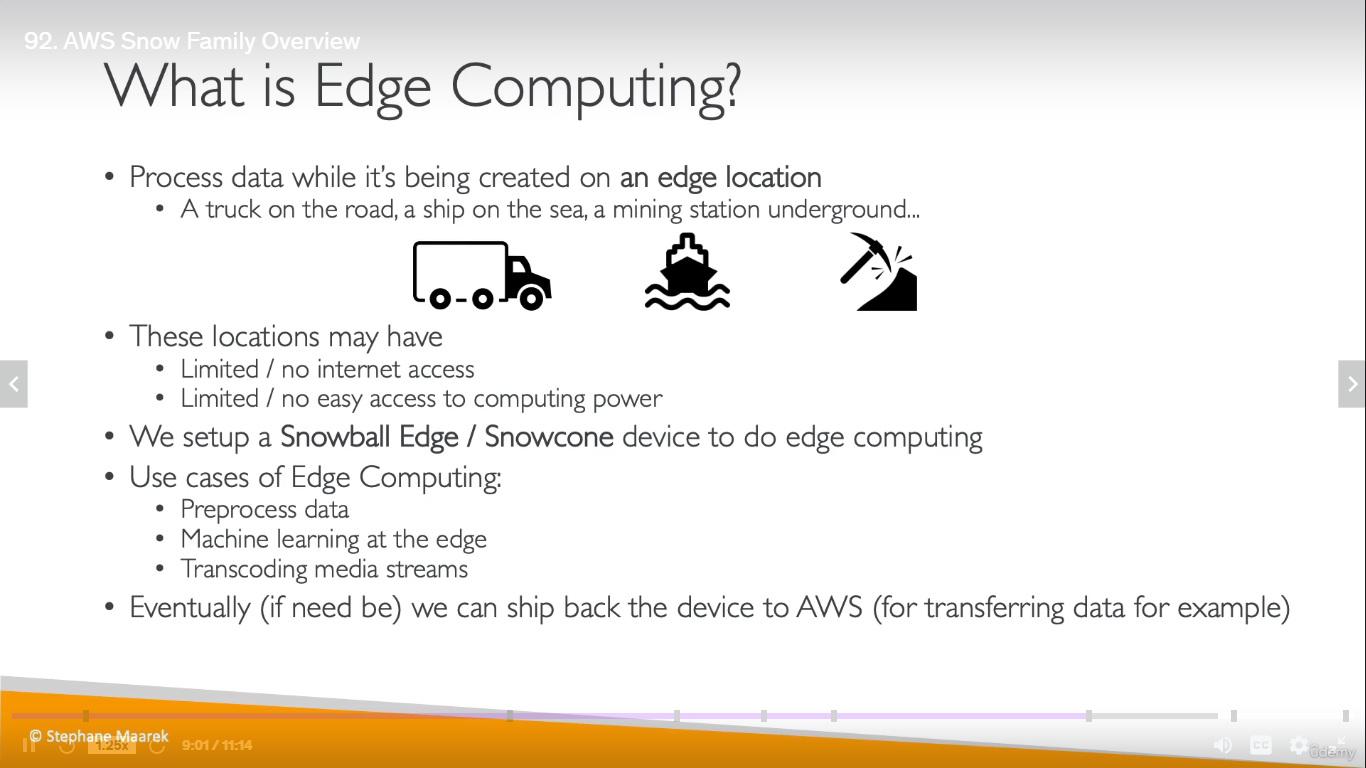 92. AWS Snow Family Overview
What is Edge Computing?
• Process data while it's being created on an edge location
• A truck on the road, a ship on the sea, a mining station underground...
• These locations may have
• Limited / no internet access
• Limited / no easy access to computing power
• We setup a Snowball Edge / Snowcone device to do edge computing
• Use cases of Edge Computing:
• Preprocess data
• Machine learning at the edge
• Transcoding media streams
• Eventually (if need be) we can ship back the device to AWS (for transferring data for example)
© Stephane Maarek
1.25x 9:01 / 11:14 CC
ûdemy